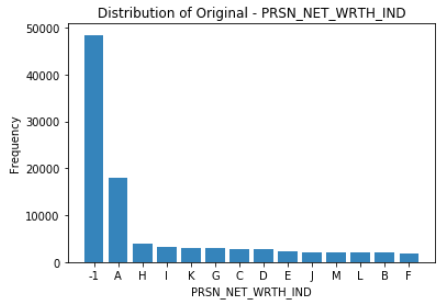 Distribution of Original - PRSN_NET_WRTH_IND
50000
40000
30000
20000
10000
0
Frequency
-1 A H I K G C D E J M L B F
PRSN_NET_WRTH_IND